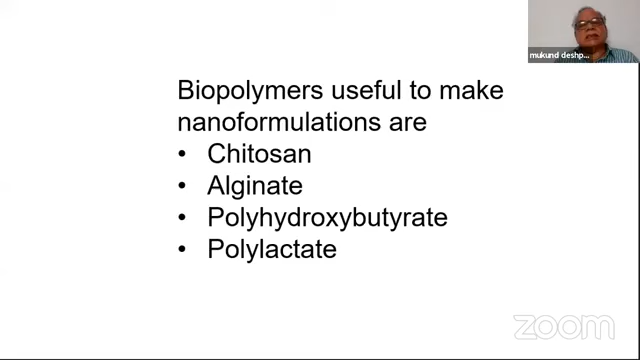 mukund deshp...
Biopolymers useful to make
nanoformulations are
• Chitosan
• Alginate
• Polyhydroxybutyrate
• Polylactate
zoom